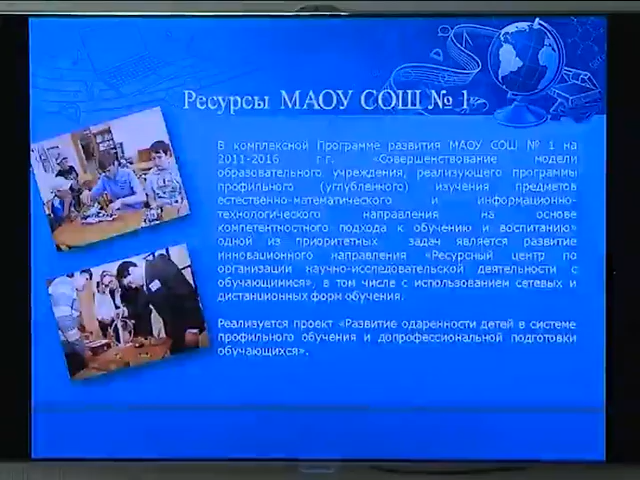 Ресурсы МАОУ СОШ № 1
В комплексной Программе развития МАОУ СОШ № 1 на
2011-2016 г.г. «Совершенствование модели
образовательного учреждения, реализующего программы
профильного (углубленного) изучения предметов
естественно-математического и информационно-
технологического направления на основе
компетентностного подхода к обучению и воспитанию»
одной из приоритетных задач является развитие
инновационного направления «Ресурсный центр по
организации научно-исследовательской деятельности с
обучающимися», в том числе с использованием сетевых и
дистанционных форм обучения.
Реализуется проект «Развитие одаренности детей в системе
профильного обучения и допрофессиональной подготовки
обучающихся».